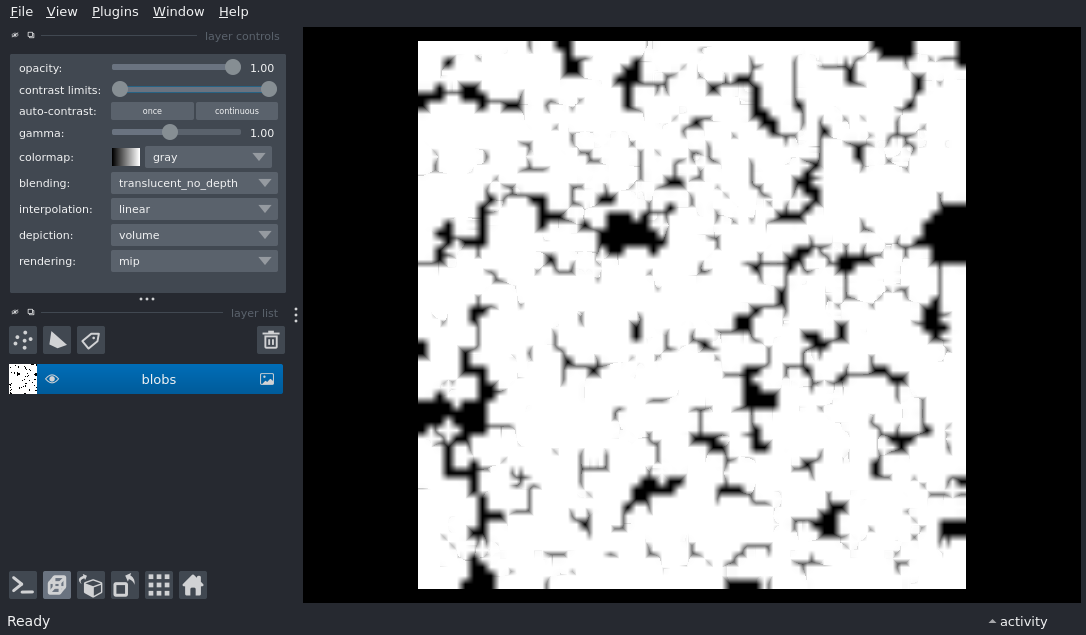 File View Plugins Window Help
layer controls
opacity: 1.00
contrast limits:
auto-contrast: once continuous
gamma: 1.00
colormap: gray
blending: translucent_no_depth
interpolation: linear
depiction: volume
rendering: mip
layer list
blobs
Ready
activity